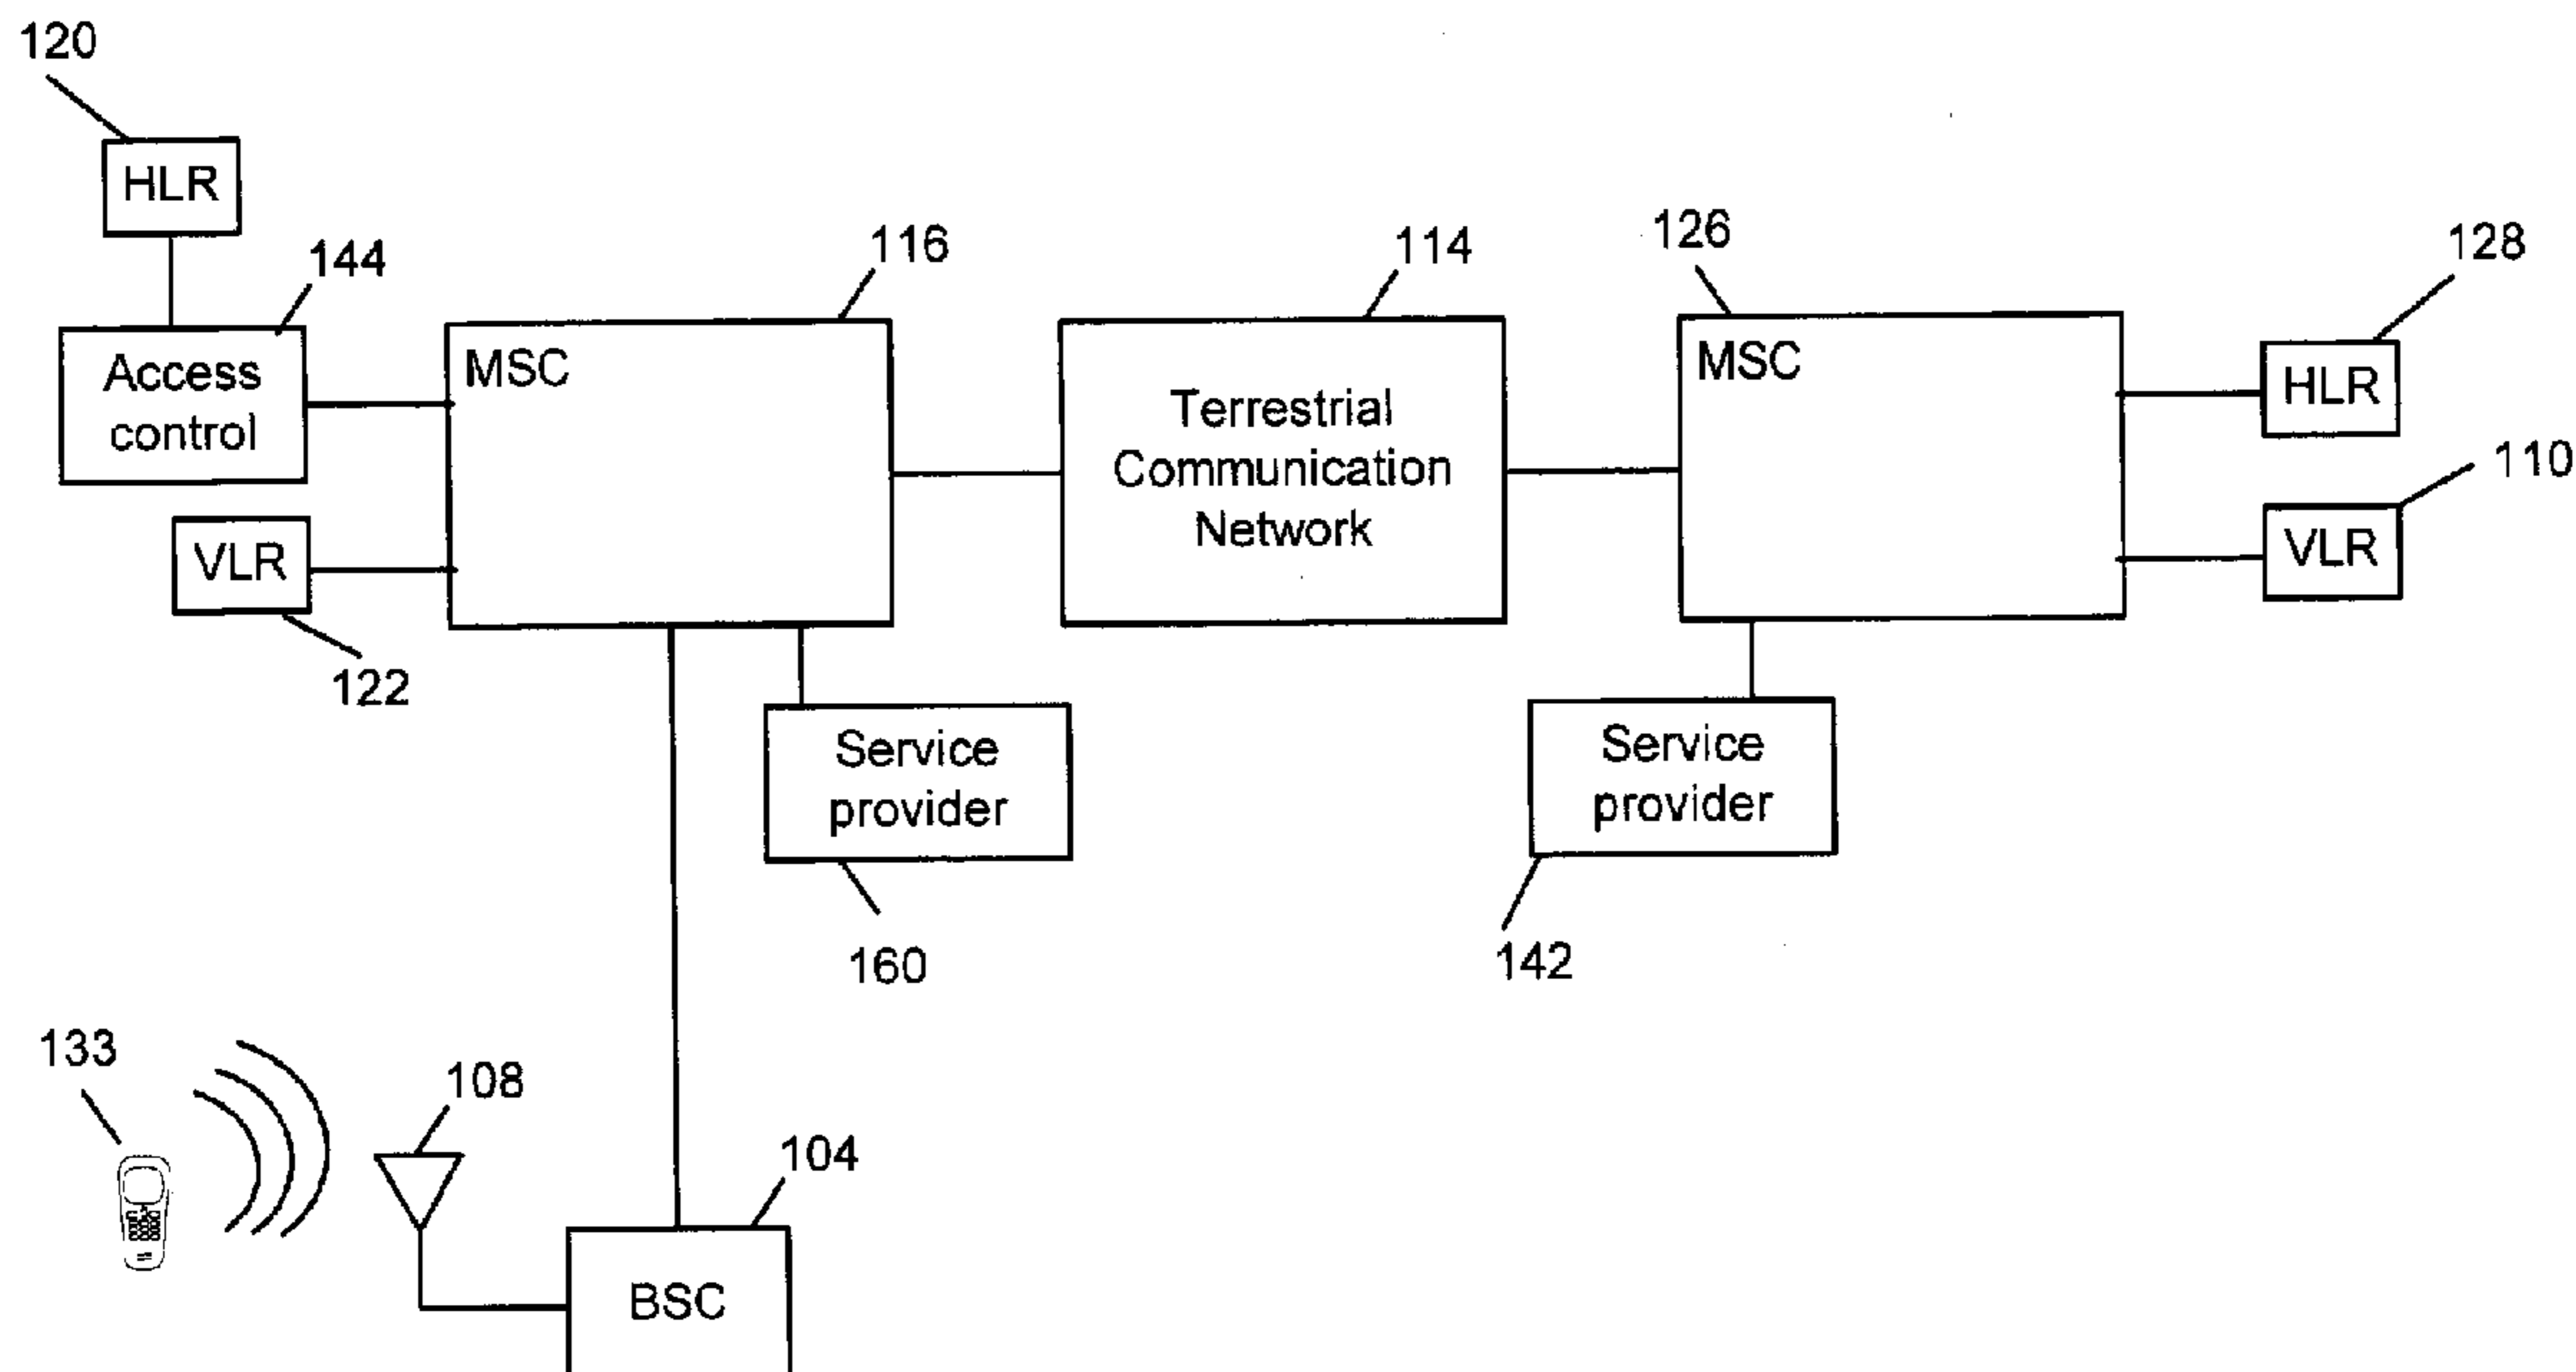 120
HLR
144
Access
control
116
MSC
114
Terrestrial
Communication
Network
126
MSC
128
HLR
110
VLR
VLR
122
Service
provider
160
Service
provider
142
133
108
104
BSC